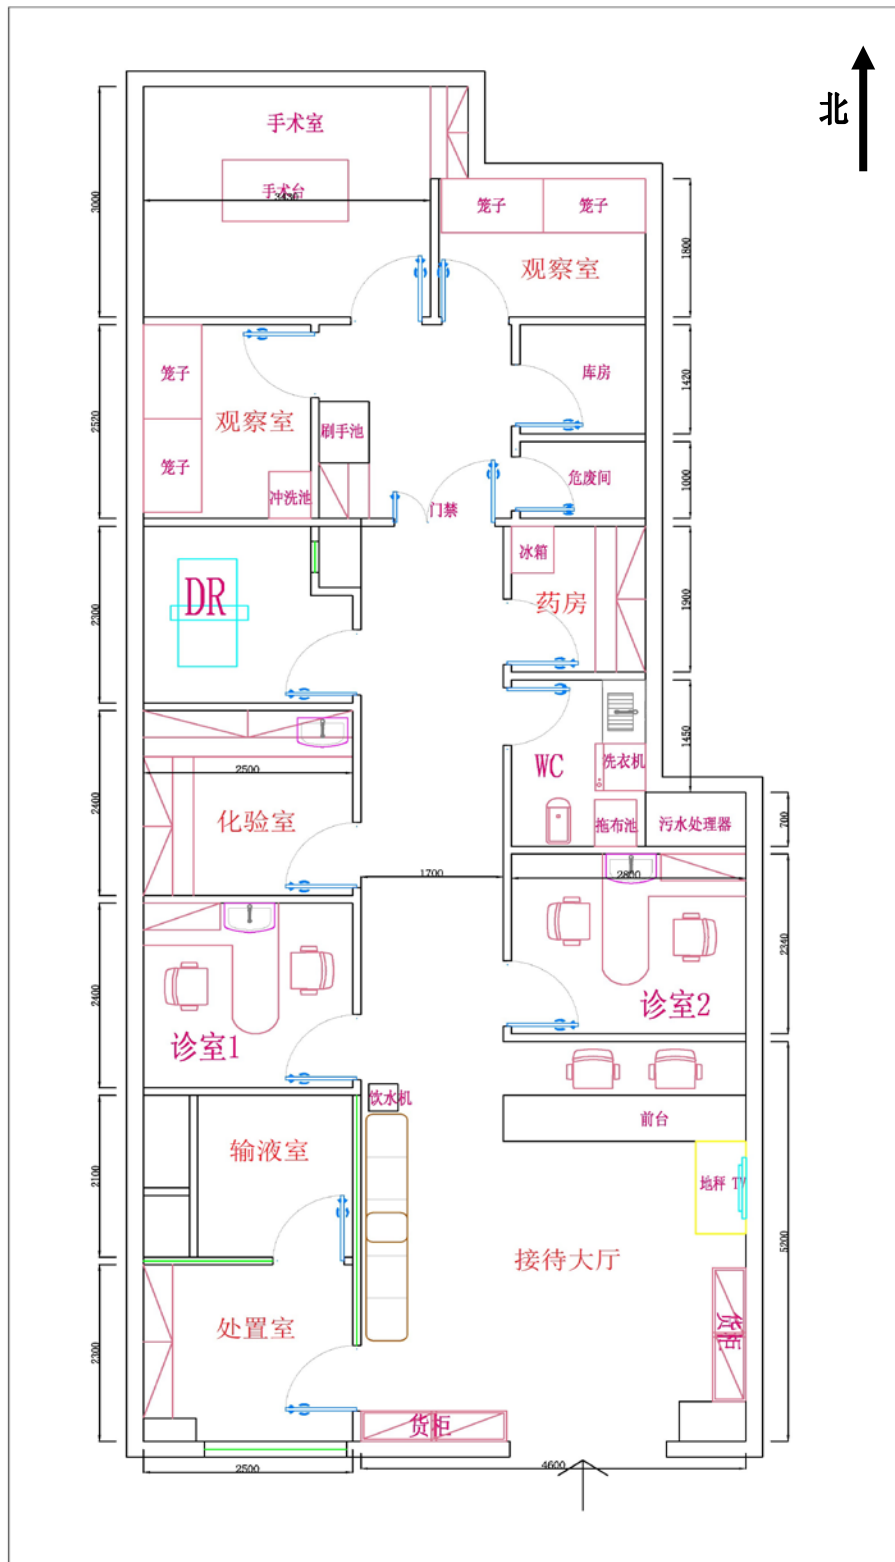 北
手术室
手术台
3450
3000
笼子 笼子
观察室
1800
笼子
观察室
笼子
冲洗池
2520
刷手池
门禁
库房
1420
危废间
1000
DR
2300
冰箱
药房
1900
WC
洗衣机
拖布池
1450
污水处理器
700
2500
化验室
2400
1700
2800
诊室1
2400
诊室2
2340
饮水机
前台
地秤 TV
输液室
2100
接待大厅
5200
处置室
2300
货柜
货柜
2500
4600